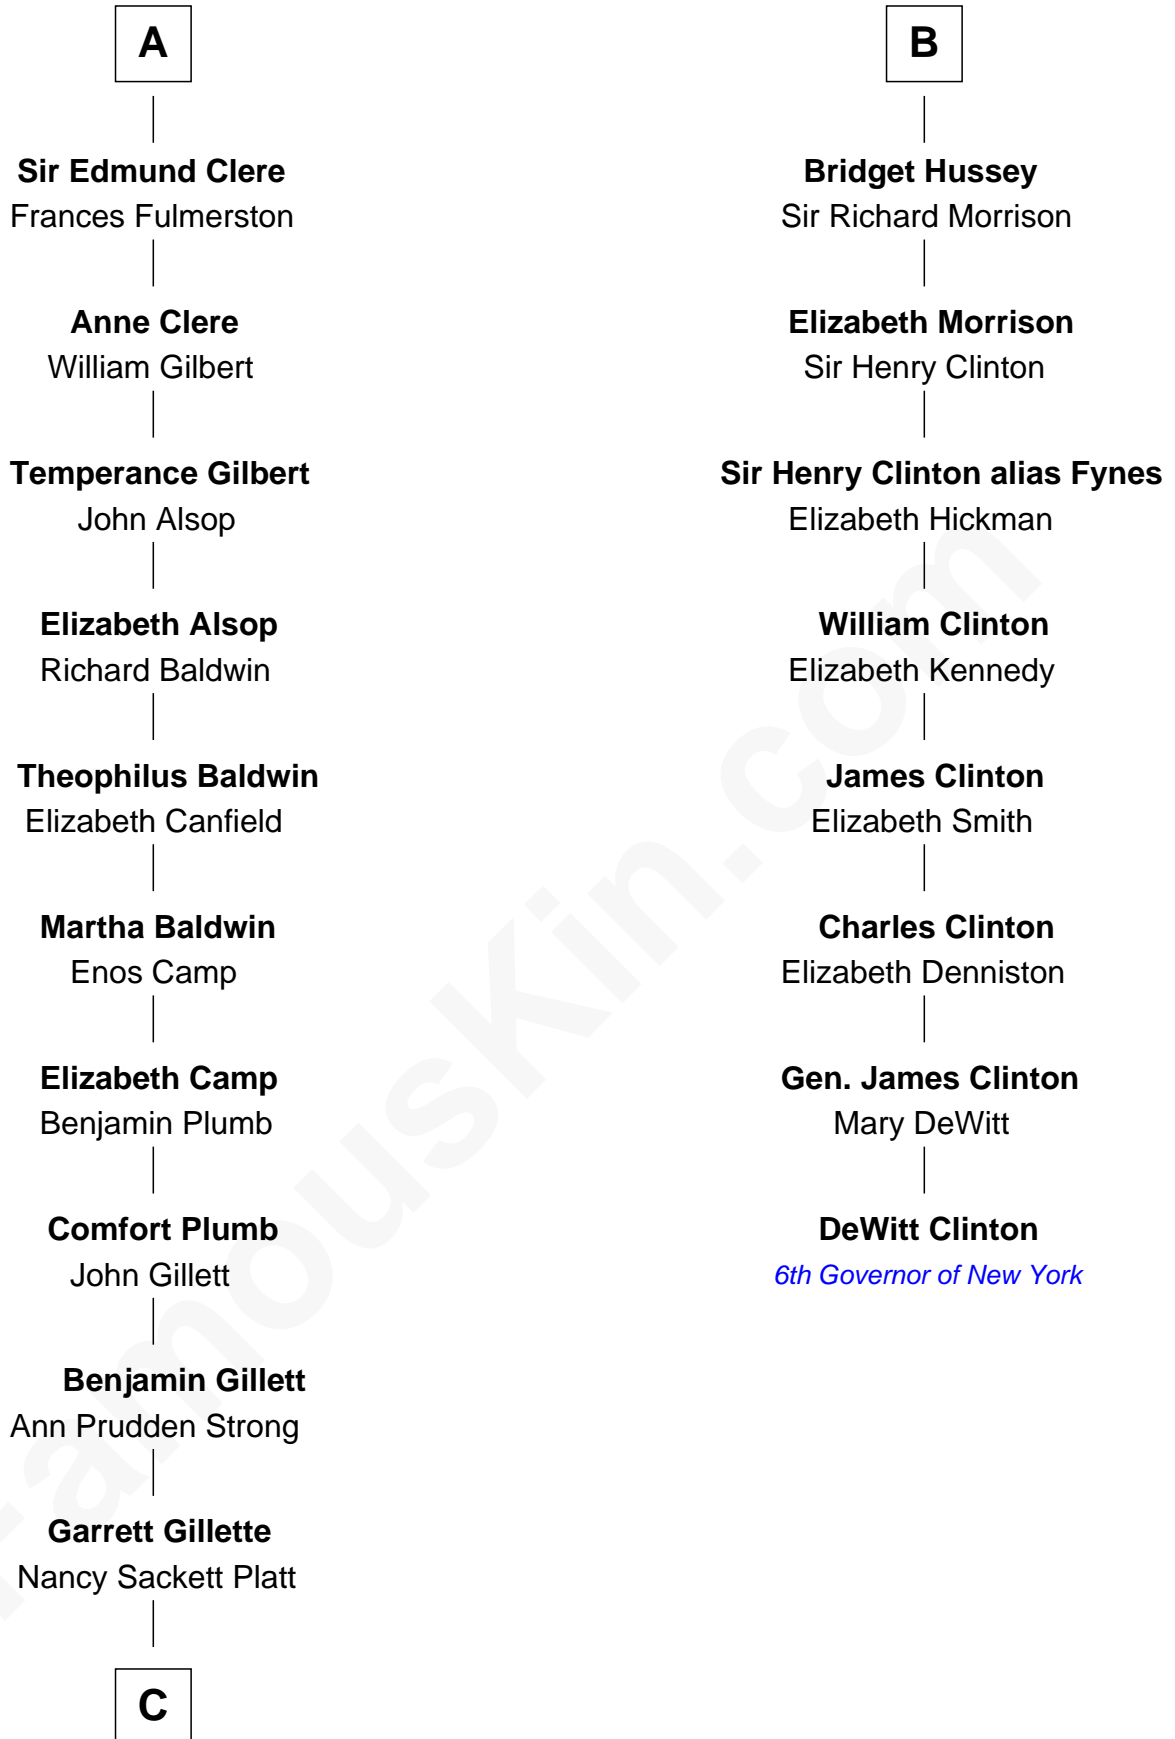 A
Sir Edmund Clere
Frances Fulmerston
Anne Clere
William Gilbert
Temperance Gilbert
John Alsop
Elizabeth Alsop
Richard Baldwin
Theophilus Baldwin
Elizabeth Canfield
Martha Baldwin
Enos Camp
Elizabeth Camp
Benjamin Plumb
Comfort Plumb
John Gillett
Benjamin Gillett
Ann Prudden Strong
Garrett Gillette
Nancy Sackett Platt
C
B
Bridget Hussey
Sir Richard Morrison
Elizabeth Morrison
Sir Henry Clinton
Sir Henry Clinton alias Fynes
Elizabeth Hickman
William Clinton
Elizabeth Kennedy
James Clinton
Elizabeth Smith
Charles Clinton
Elizabeth Denniston
Gen. James Clinton
Mary DeWitt
DeWitt Clinton
6th Governor of New York
FamousKin.com